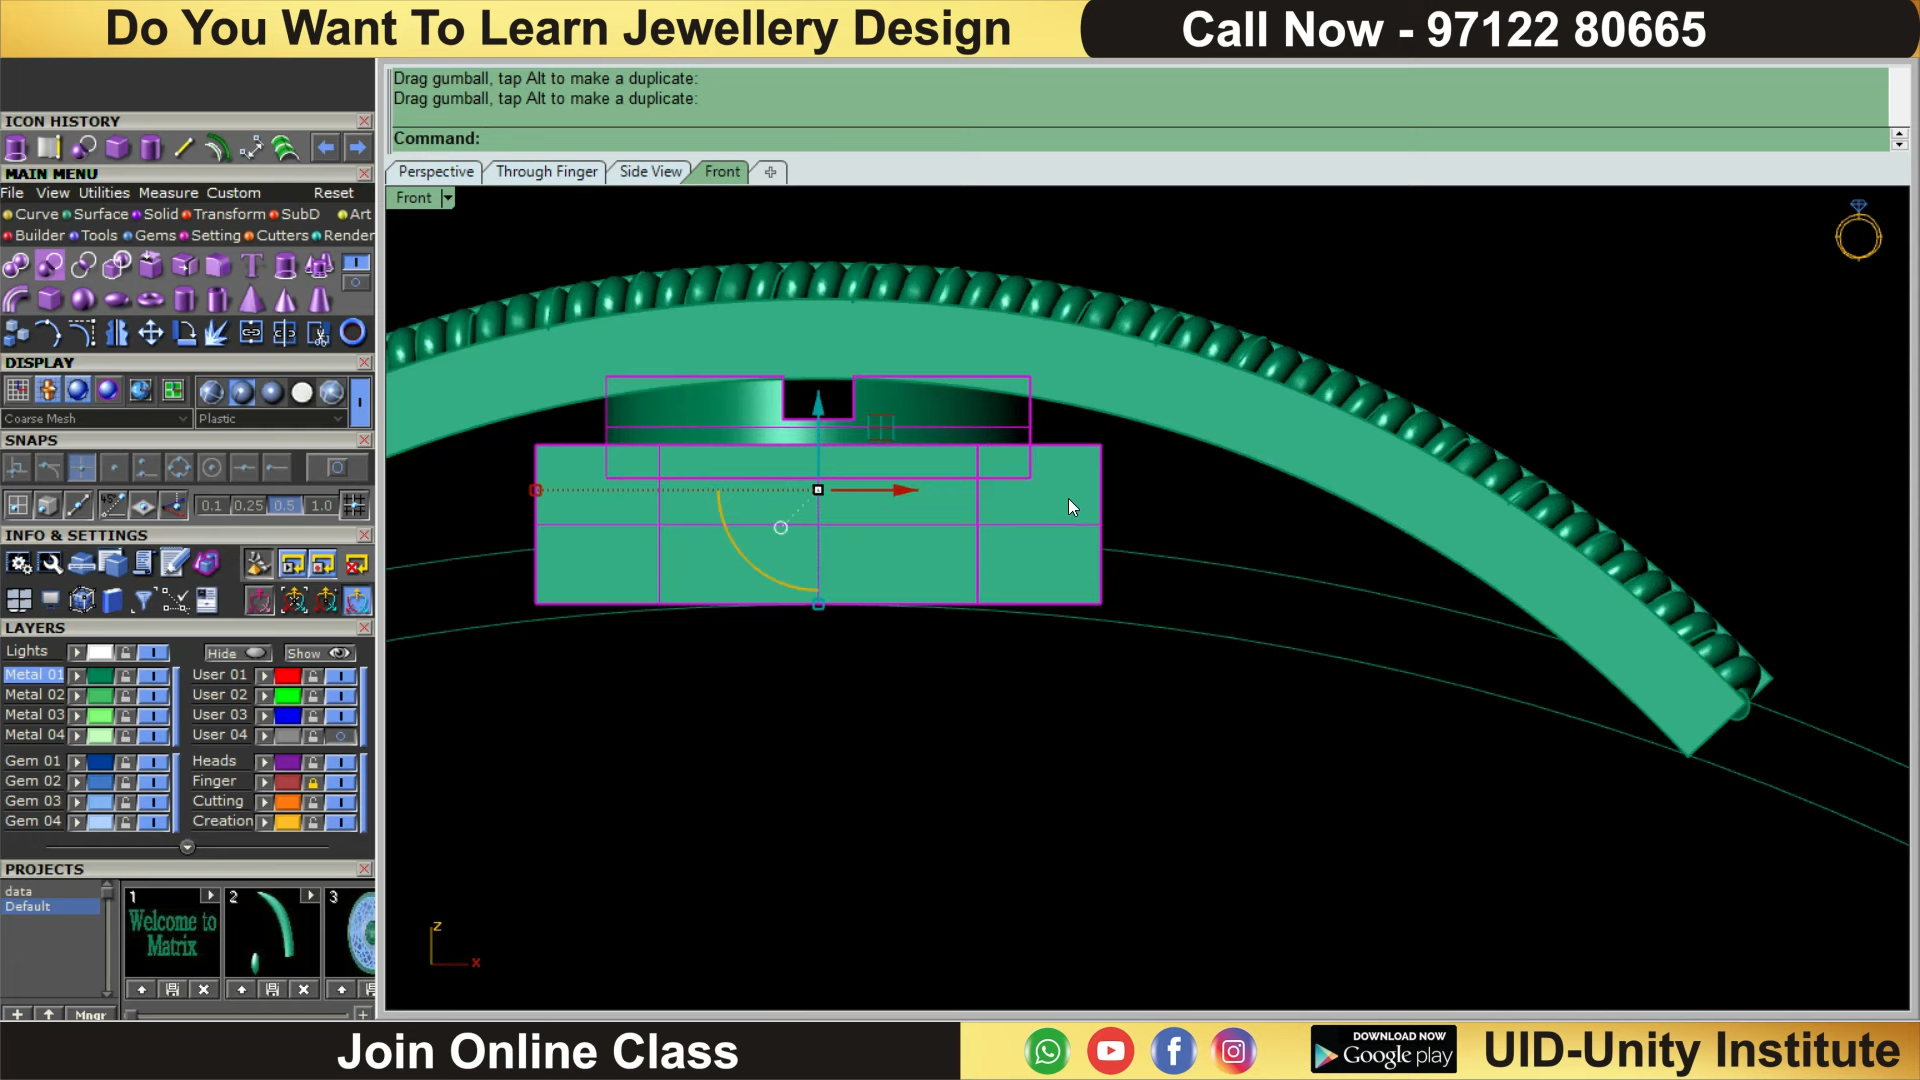 Do You Want To Learn Jewellery Design
Call Now - 97122 80665
Drag gumball, tap Alt to make a duplicate:
Drag gumball, tap Alt to make a duplicate:
Command:
ICON HISTORY
MAIN MENU
File View Utilities Measure Custom Reset
Curve Surface Solid Transform SubD Art
Builder Tools Gems Setting Cutters Render
Perspective Through Finger Side View Front
Front
DISPLAY
Coarse Mesh Plastic
SNAPS
45°
0.1 0.25 0.5 1.0
INFO & SETTINGS
LAYERS
Lights Hide Show
Metal 01 User 01
Metal 02 User 02
Metal 03 User 03
Metal 04 User 04
Gem 01 Heads
Gem 02 Finger
Gem 03 Cutting
Gem 04 Creation
PROJECTS
data
Default
1 2 3
Welcome to
Matrix
Mngr
z
x
Join Online Class
DOWNLOAD NOW
Google play
UID-Unity Institute